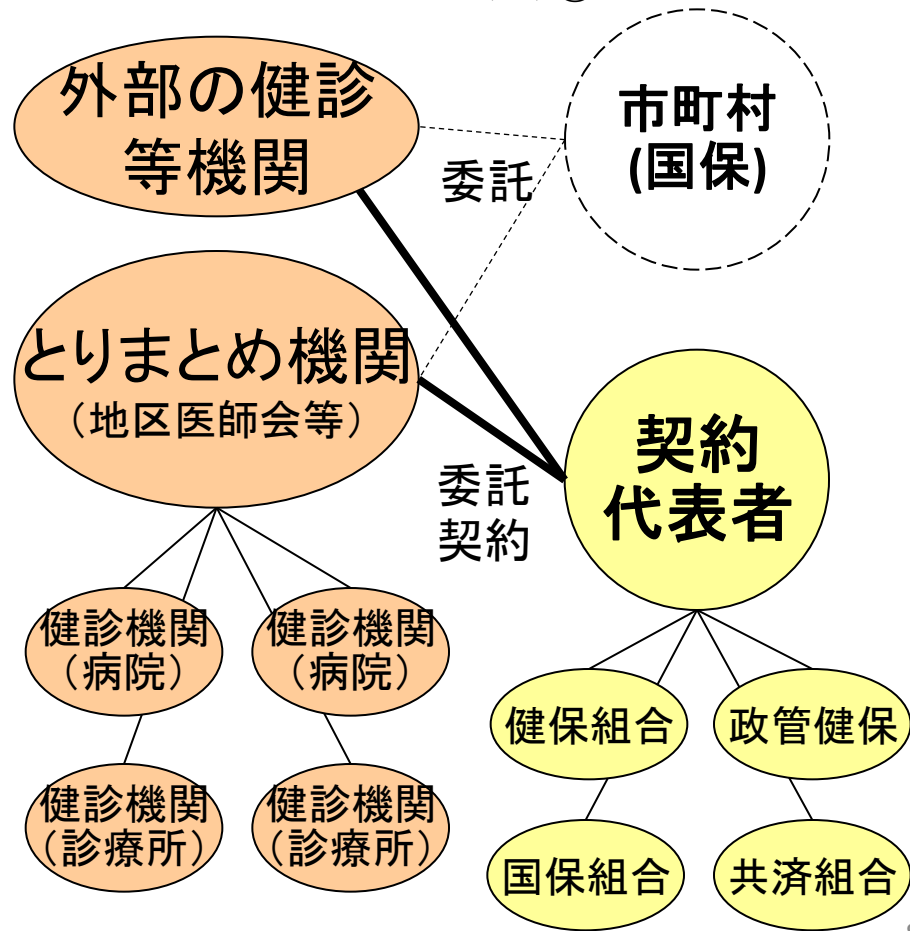 外部の健診
等機関
市町村
(国保)
委託
とりまとめ機関
（地区医師会等）
契約
代表者
委託
契約
健診機関
（病院）
健診機関
（病院）
健保組合
政管健保
健診機関
（診療所）
健診機関
（診療所）
国保組合
共済組合